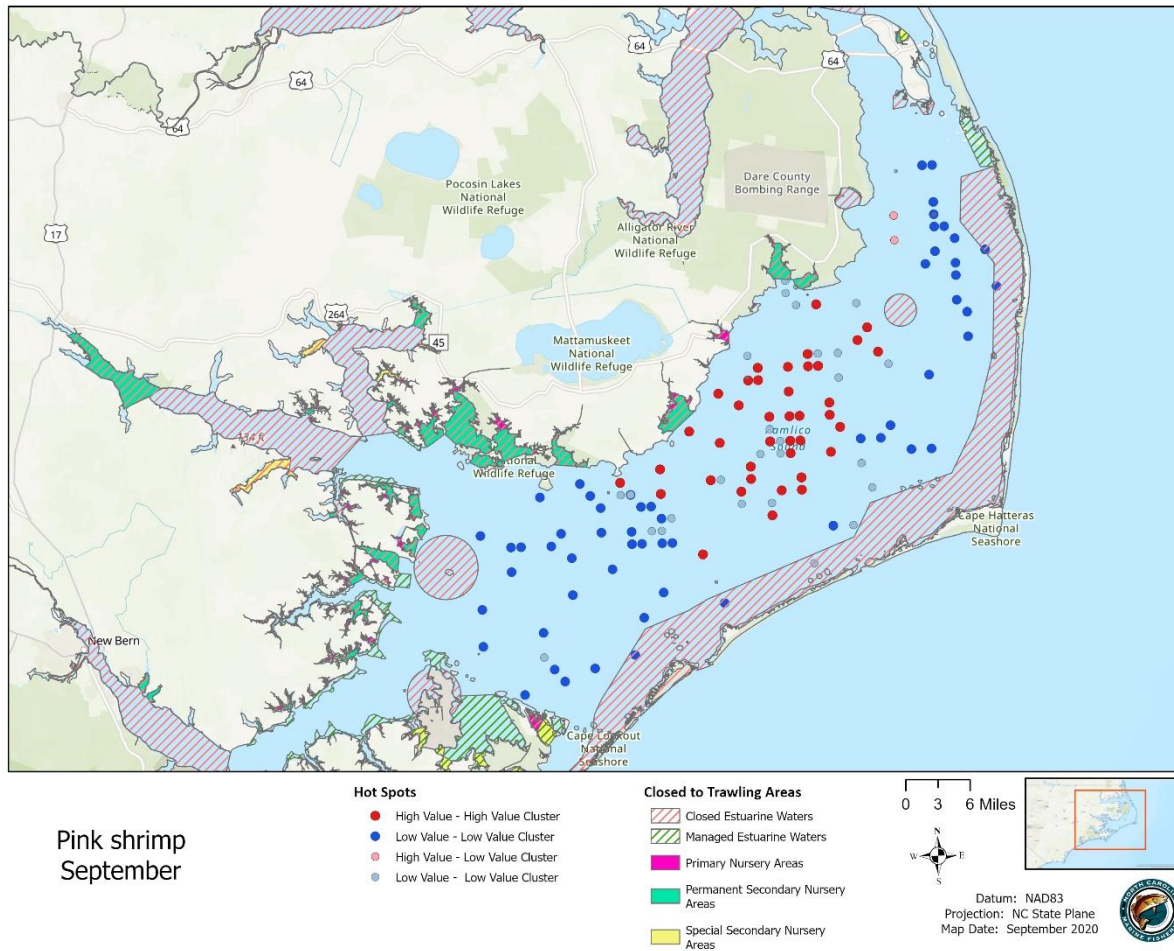 64
64
64
64
Dare County
Bombing Range
Pocosin Lakes
National
Wildlife Refuge
Alligator River
National
Wildlife Refuge
17
264
45
Mattamuskeet
National
Wildlife Refuge
Wildlife Refuge
Cape Hatteras
National
Seashore
New Bern
Cape Lookout
National
Seashore
Pink shrimp
September
Hot Spots
High Value - High Value Cluster
Low Value - Low Value Cluster
High Value - Low Value Cluster
Low Value - Low Value Cluster
Closed to Trawling Areas
Closed Estuarine Waters
Managed Estuarine Waters
Primary Nursery Areas
Permanent Secondary Nursery
Areas
Special Secondary Nursery
Areas
0 3 6 Miles
N
W E
S
Datum: NAD83
Projection: NC State Plane
Map Date: September 2020
NORTH CAROLINA
MARINE FISHERIES